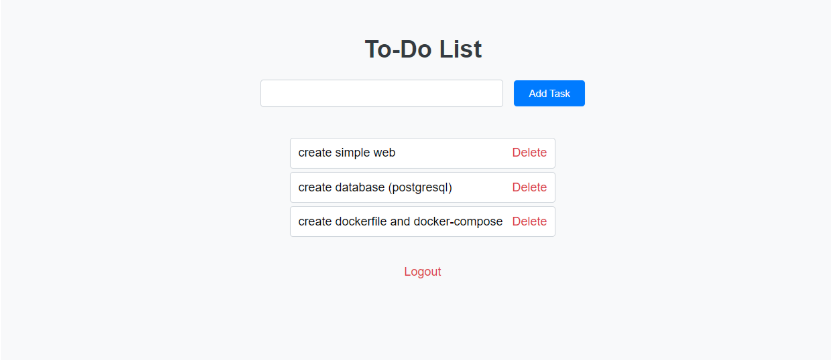 To-Do List
Add Task
create simple web Delete
create database (postgresql) Delete
create dockerfile and docker-compose Delete
Logout